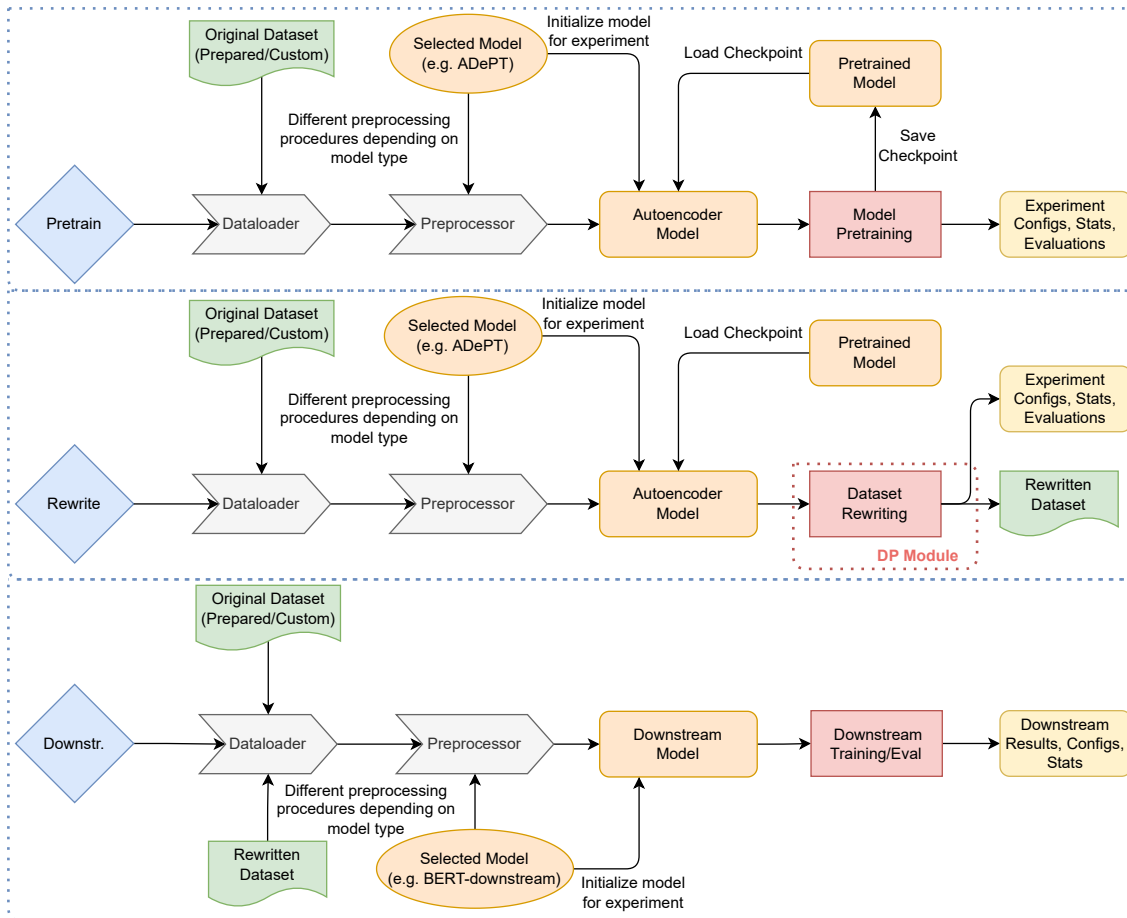 Original Dataset
(Prepared/Custom)
Selected Model
(e.g. ADePT)
Initialize model
for experiment
Load Checkpoint
Pretrained
Model
Different preprocessing
procedures depending on
model type
Save
Checkpoint
Pretrain
Dataloader
Preprocessor
Autoencoder
Model
Model
Pretraining
Experiment
Configs, Stats,
Evaluations
Original Dataset
(Prepared/Custom)
Selected Model
(e.g. ADePT)
Initialize model
for experiment
Load Checkpoint
Pretrained
Model
Different preprocessing
procedures depending on
model type
Experiment
Configs, Stats,
Evaluations
Rewrite
Dataloader
Preprocessor
Autoencoder
Model
Dataset
Rewriting
DP Module
Rewritten
Dataset
Original Dataset
(Prepared/Custom)
Downstr.
Dataloader
Preprocessor
Downstream
Model
Downstream
Training/Eval
Downstream
Results, Configs,
Stats
Different preprocessing
procedures depending on
model type
Rewritten
Dataset
Selected Model
(e.g. BERT-downstream)
Initialize model
for experiment